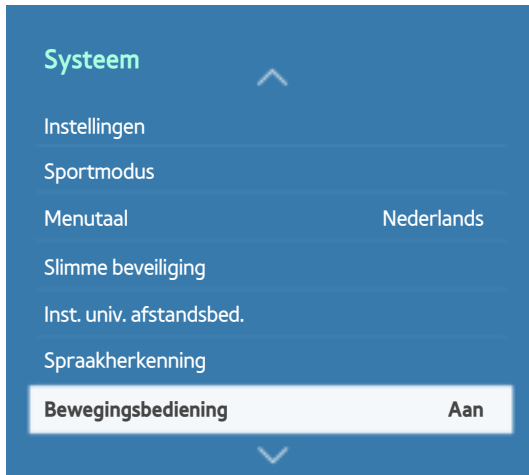 Systeem
Instellingen
Sportmodus
Menutaal Nederlands
Slimme beveiliging
Inst. univ. afstandsbed.
Spraakherkenning
Bewegingsbediening Aan